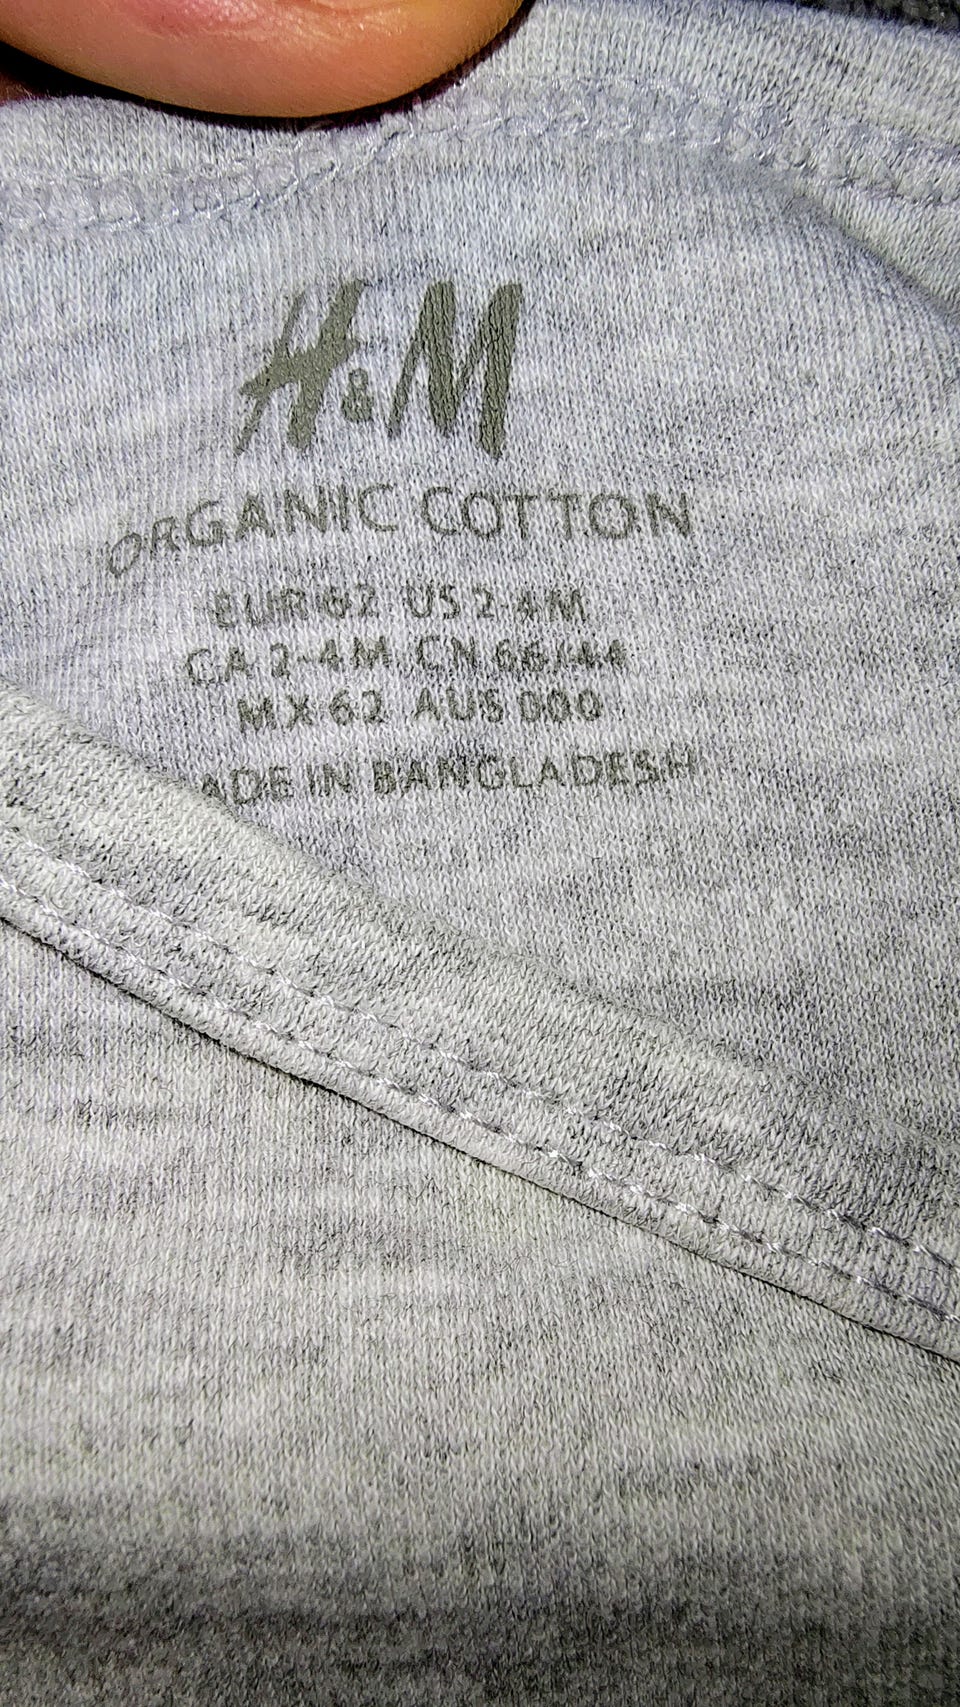 H&M
ORGANIC COTTON
EUR 62 US 2-4M
CA 2-4M CN 66/44
MX 62 AUS 000
ADE IN BANGLADESH